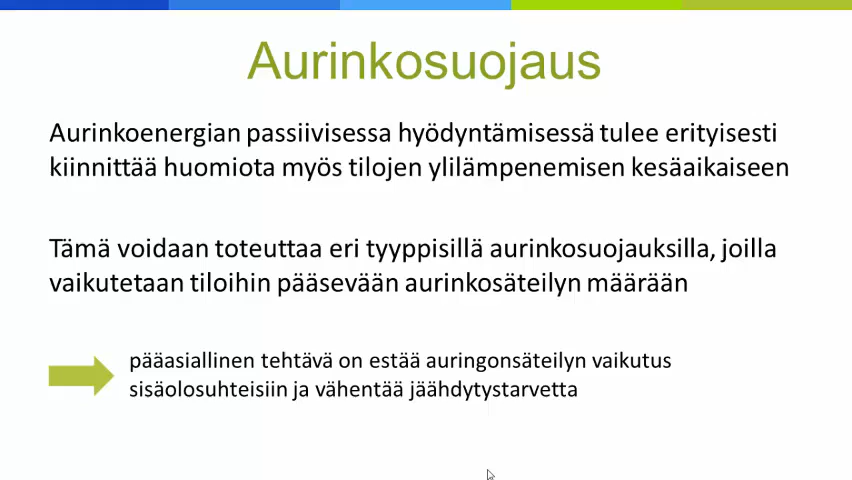 Aurinkosuojaus
Aurinkoenergian passiivisessa hyödyntämisessä tulee erityisesti
kiinnittää huomiota myös tilojen ylilämpenemisen kesäaikaiseen
Tämä voidaan toteuttaa eri tyyppisillä aurinkosuojauksilla, joilla
vaikutetaan tiloihin pääsevään aurinkosäteilyn määrään
pääasiallinen tehtävä on estää auringonsäteilyn vaikutus
sisäolosuhteisiin ja vähentää jäähdytystarvetta